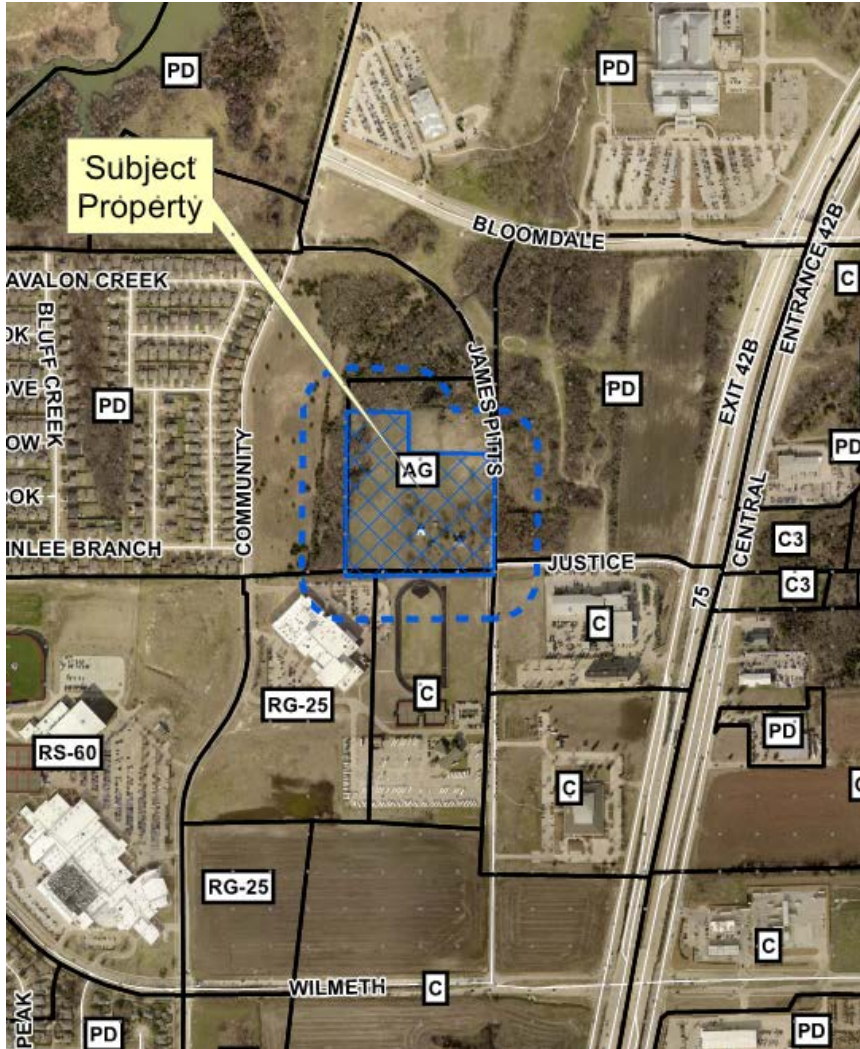 PD
PD
Subject
Property
BLOOMDALE
ENTRANCE 42B
C
AVALON CREEK
BLUFF CREEK
OK
JAMES PITTS
EXIT 42B
OVE
PD
PD
OW
COMMUNITY
AG
PD
OOK
CENTRAL
C3
INLEE BRANCH
JUSTICE
C3
75
C
RG-25
C
RS-60
PD
C
C
RG-25
C
WILMETH
C
PEAK
PD
PD